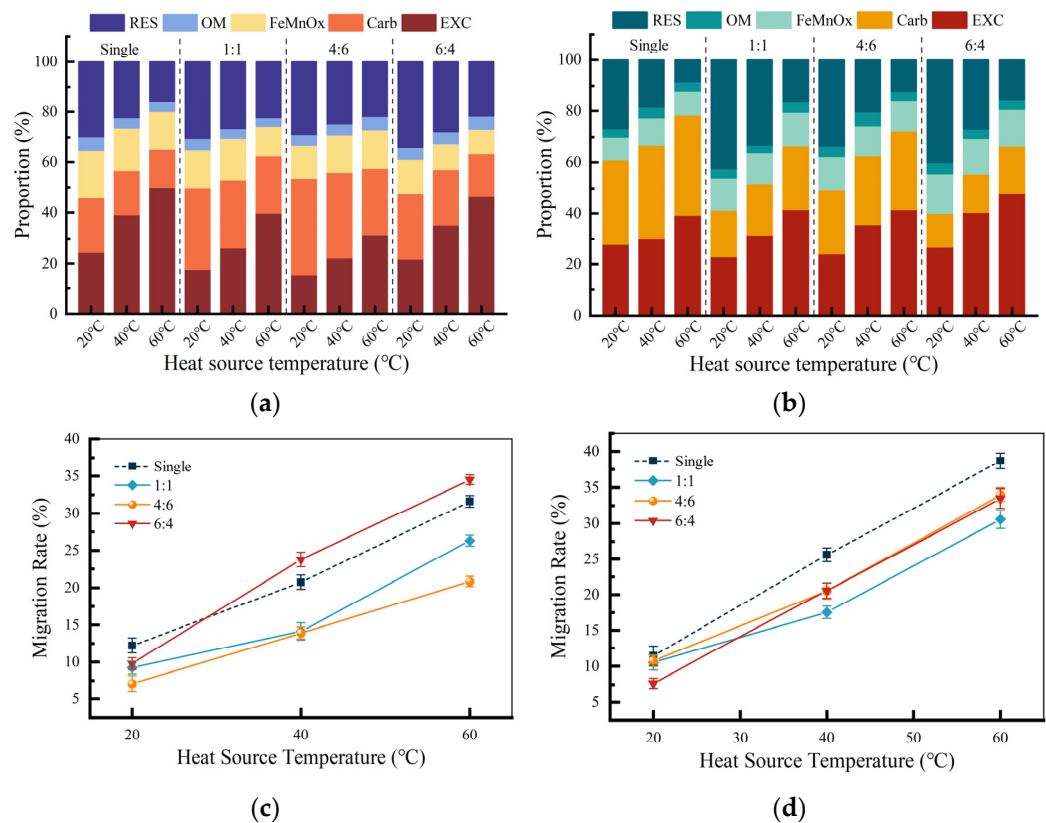 RES OM FeMnOx Carb EXC
Single 1:1 4:6 6:4
100
80
60
40
20
0
Proportion (%)
20℃ 40℃ 60℃ 20℃ 40℃ 60℃ 20℃ 40℃ 60℃ 20℃ 40℃ 60℃
Heat source temperature (℃)
(a)
RES OM FeMnOx Carb EXC
Single 1:1 4:6 6:4
100
80
60
40
20
0
Proportion (%)
20℃ 40℃ 60℃ 20℃ 40℃ 60℃ 20℃ 40℃ 60℃ 20℃ 40℃ 60℃
Heat source temperature (℃)
(b)
40
35
30
25
20
15
10
5
Migration Rate (%)
Single
1:1
4:6
6:4
20 40 60
Heat Source Temperature (℃)
(c)
40
35
30
25
20
15
10
5
Migration Rate (%)
Single
1:1
4:6
6:4
20 30 40 50 60
Heat Source Temperature (℃)
(d)